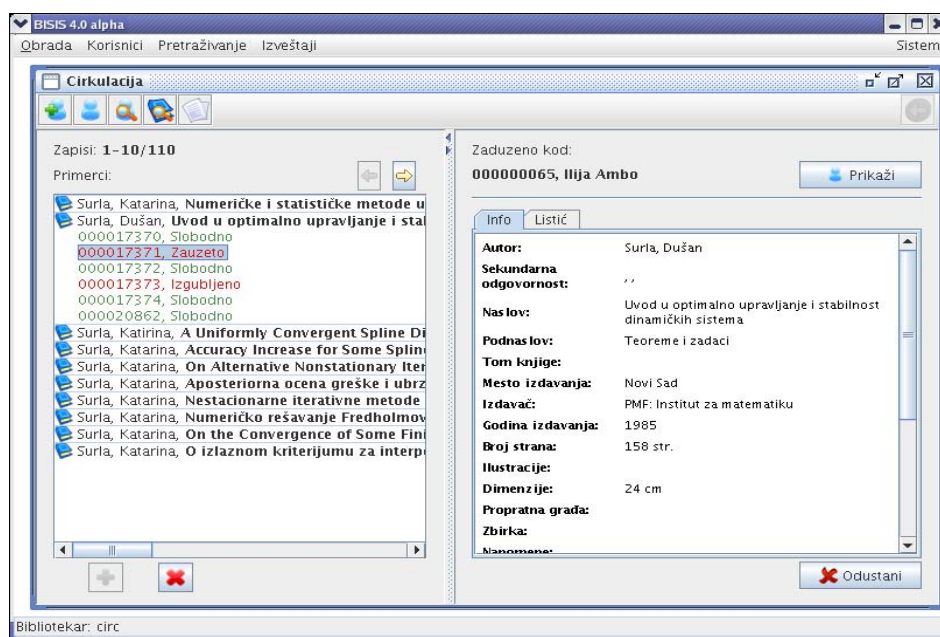 BISIS 4.0 alpha
Obrada Korisnici Pretraživanje Izveštaji Sistem
Cirkulacija
Zapisi: 1-10/110
Primerci:
Surla, Katarina, Numeričke i statističke metode u
Surla, Dušan, Uvod u optimalno upravljanje i stal
000017370, Slobodno
000017371, Zauzeto
000017372, Slobodno
000017373, Izgubljeno
000017374, Slobodno
000020862, Slobodno
Surla, Katirina, A Uniformly Convergent Spline Di
Surla, Katarina, Accuracy Increase for Some Splin
Surla, Katarina, On Alternative Nonstationary Iter
Surla, Katarina, Aposteriorna ocena greške i ubrz
Surla, Katarina, Nestacionarne iterativne metode
Surla, Katarina, Numeričko rešavanje Fredholmov
Surla, Katarina, On the Convergence of Some Fini
Surla, Katarina, O izlaznom kriterijumu za interp
Zaduzeno kod:
000000065, Ilija Ambo
Prikaži
Info Listić
Autor: Surla, Dušan
Sekundarna
odgovornost: , ,
Naslov: Uvod u optimalno upravljanje i stabilnost
dinamičkih sistema
Podnaslov: Teoreme i zadaci
Tom knjige:
Mesto izdavanja: Novi Sad
Izdavač: PMF: Institut za matematiku
Godina izdavanja: 1985
Broj strana: 158 str.
Ilustracije:
Dimenzije: 24 cm
Propratna građa:
Zbirka:
Napomene:
Odustani
Bibliotekar: circ